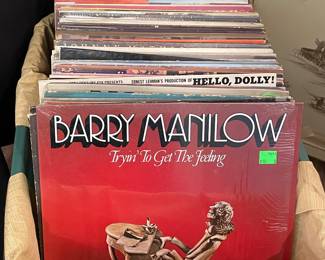 ERNEST LEHMAN'S PRODUCTION OF HELLO, DOLLY!
BARRY MANILOW
Tryin' To Get The Feeling